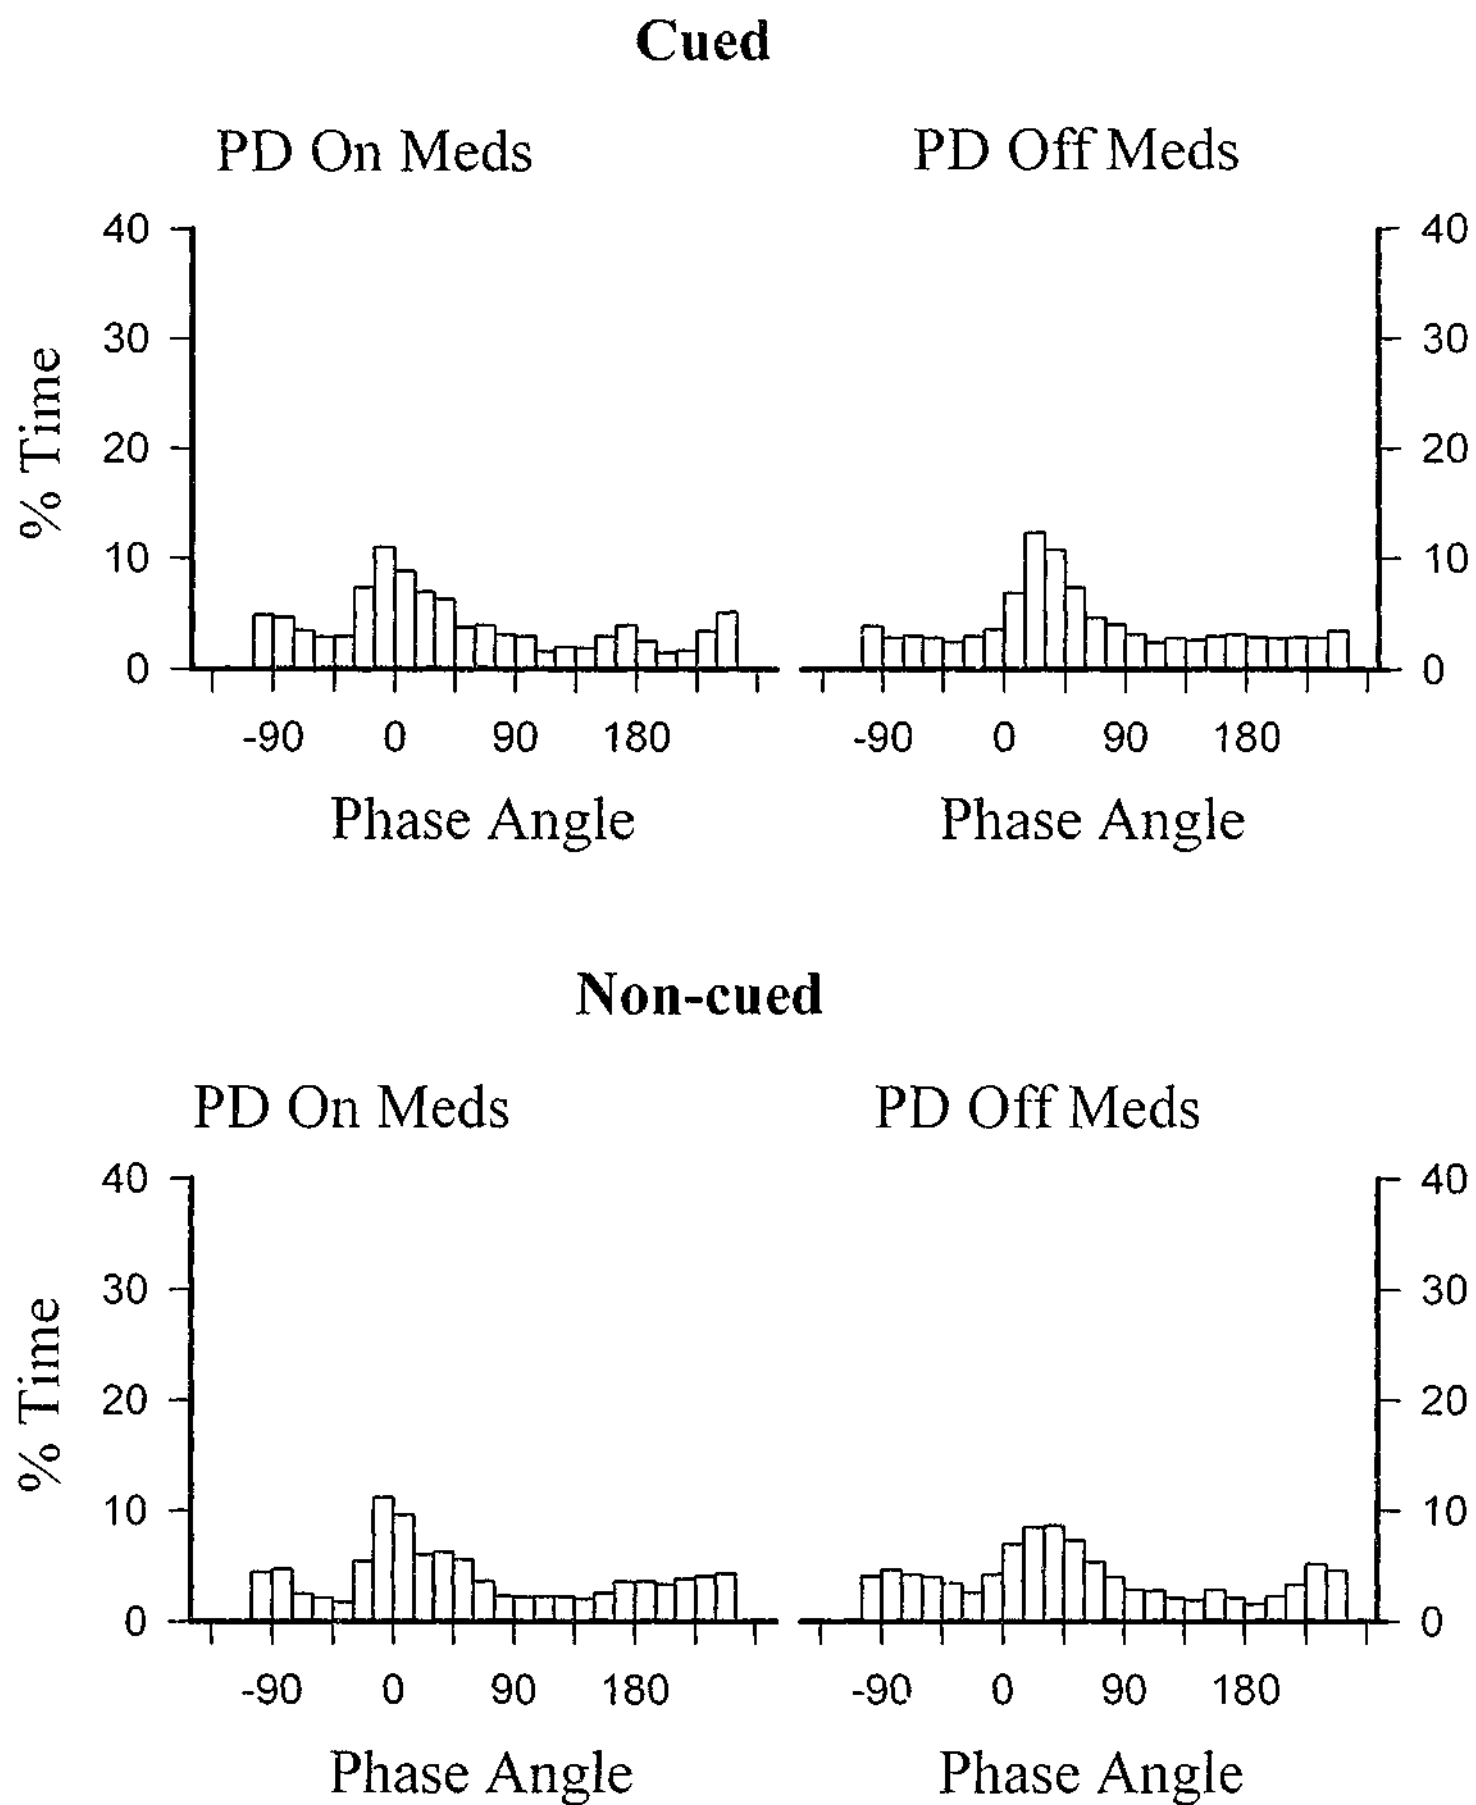 Cued
PD On Meds PD Off Meds
40 40
30 30
% Time
20 20
10 10
0 0
-90 0 90 180 -90 0 90 180
Phase Angle Phase Angle
Non-cued
PD On Meds PD Off Meds
40 40
30 30
% Time
20 20
10 10
0 0
-90 0 90 180 -90 0 90 180
Phase Angle Phase Angle